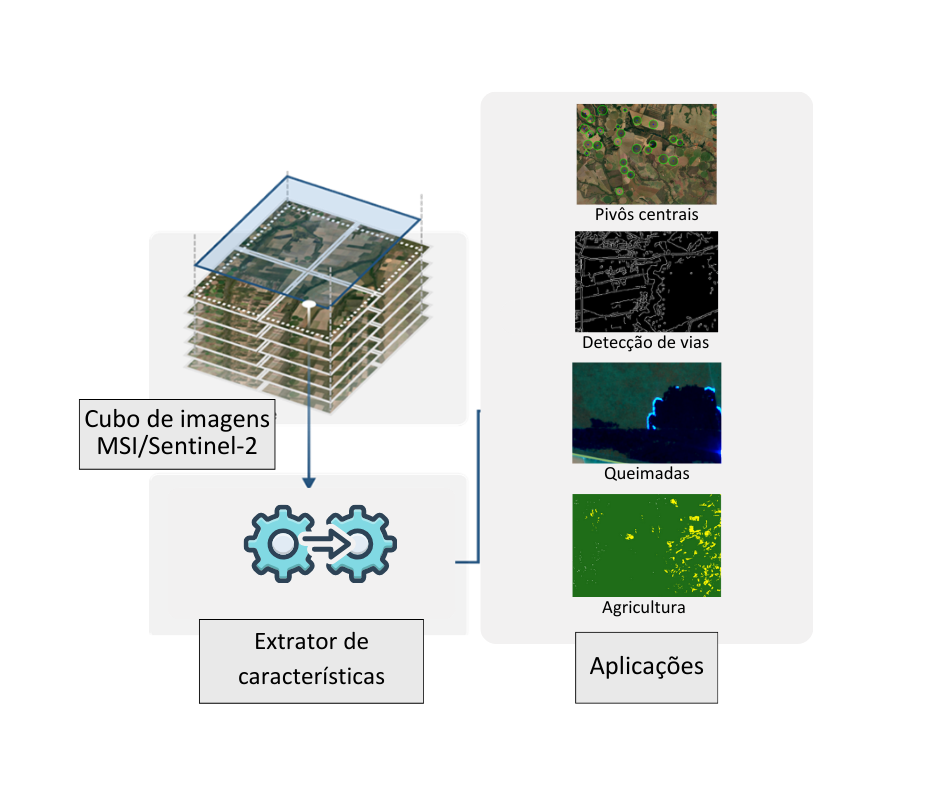 Cubo de imagens
MSI/Sentinel-2
Extrator de
características
Pivôs centrais
Detecção de vias
Queimadas
Agricultura
Aplicações